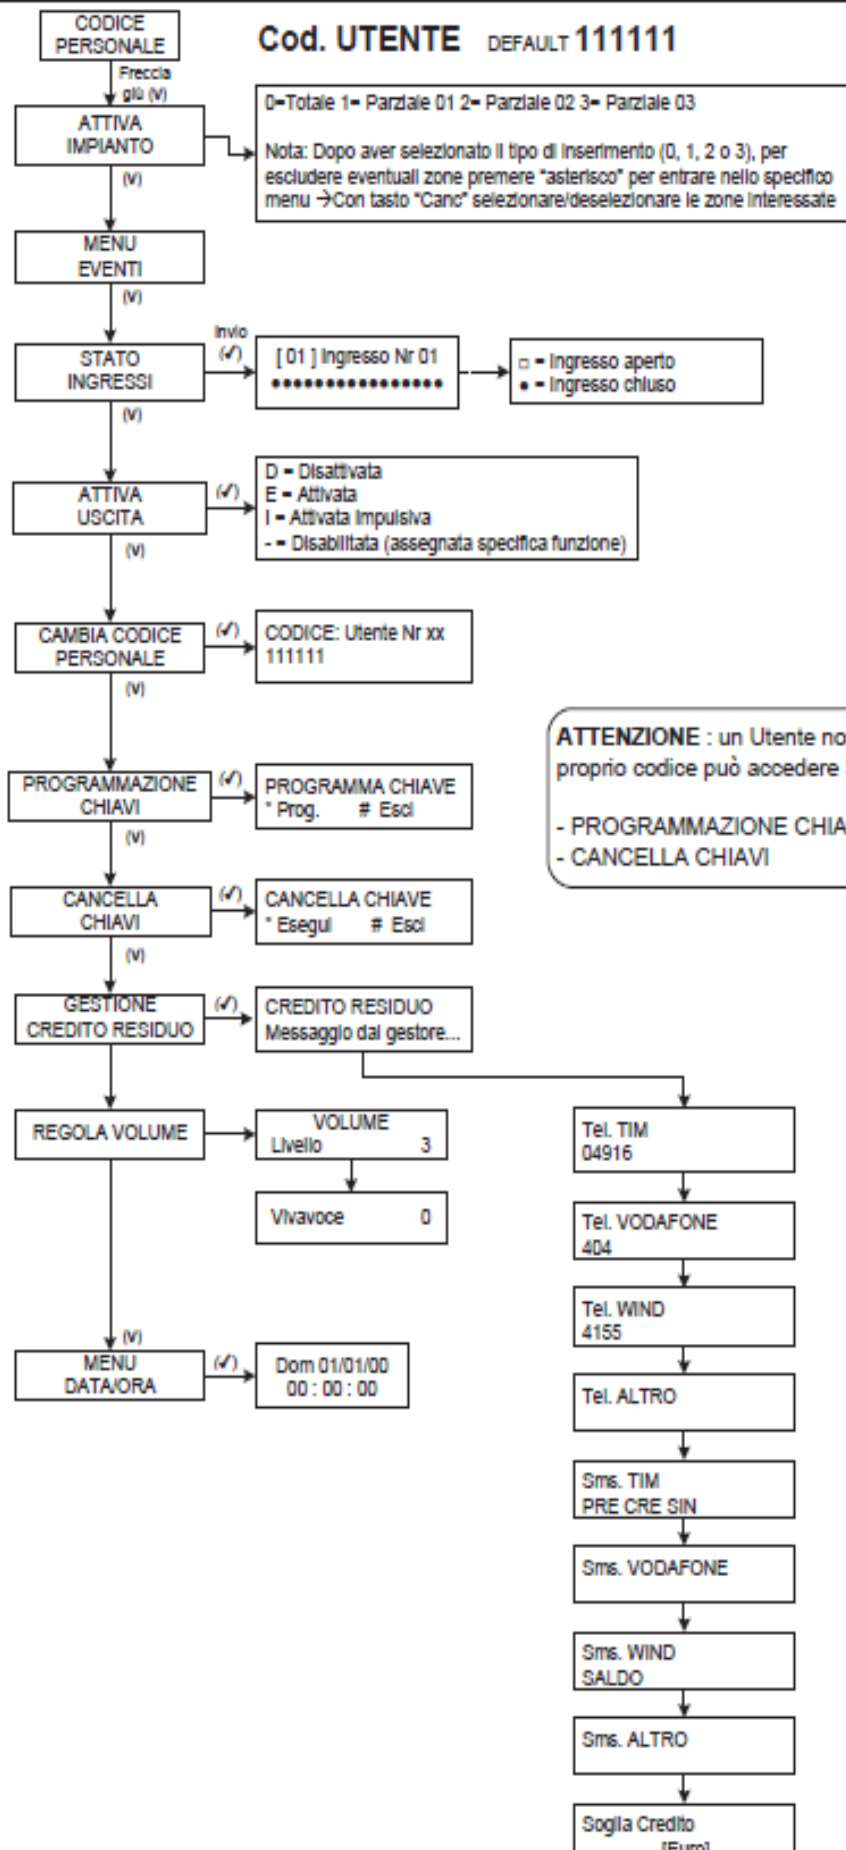 CODICE
PERSONALE
Cod. UTENTE DEFAULT 111111
Freccia
giù (V)
ATTIVA
IMPIANTO
0=Totale 1= Parziale 01 2= Parziale 02 3= Parziale 03
Nota: Dopo aver selezionato il tipo di inserimento (0, 1, 2 o 3), per
escludere eventuali zone premere "asterisco" per entrare nello specifico
menu →Con tasto "Canc" selezionare/deselezionare le zone interessate
(V)
MENU
EVENTI
(V)
STATO
INGRESSI
Invio
(✓)
[ 01 ] Ingresso Nr 01
●●●●●●●●●●●●●●●●
□ = Ingresso aperto
● = Ingresso chiuso
(V)
ATTIVA
USCITA
(✓)
D = Disattivata
E = Attivata
I = Attivata Impulsiva
- = Disabilitata (assegnata specifica funzione)
(V)
CAMBIA CODICE
PERSONALE
(✓)
CODICE: Utente Nr xx
111111
(V)
ATTENZIONE : un Utente no
proprio codice può accedere
- PROGRAMMAZIONE CHIA
- CANCELLA CHIAVI
PROGRAMMAZIONE
CHIAVI
(✓)
PROGRAMMA CHIAVE
* Prog. # Esci
(V)
CANCELLA
CHIAVI
(✓)
CANCELLA CHIAVE
* Esegui # Esci
(V)
GESTIONE
CREDITO RESIDUO
(✓)
CREDITO RESIDUO
Messaggio dal gestore...
REGOLA VOLUME
VOLUME
Livello 3
Vivavoce 0
(V)
MENU
DATA/ORA
(✓)
Dom 01/01/00
00 : 00 : 00
Tel. TIM
04916
Tel. VODAFONE
404
Tel. WIND
4155
Tel. ALTRO
Sms. TIM
PRE CRE SIN
Sms. VODAFONE
Sms. WIND
SALDO
Sms. ALTRO
Soglia Credito
[Euro]